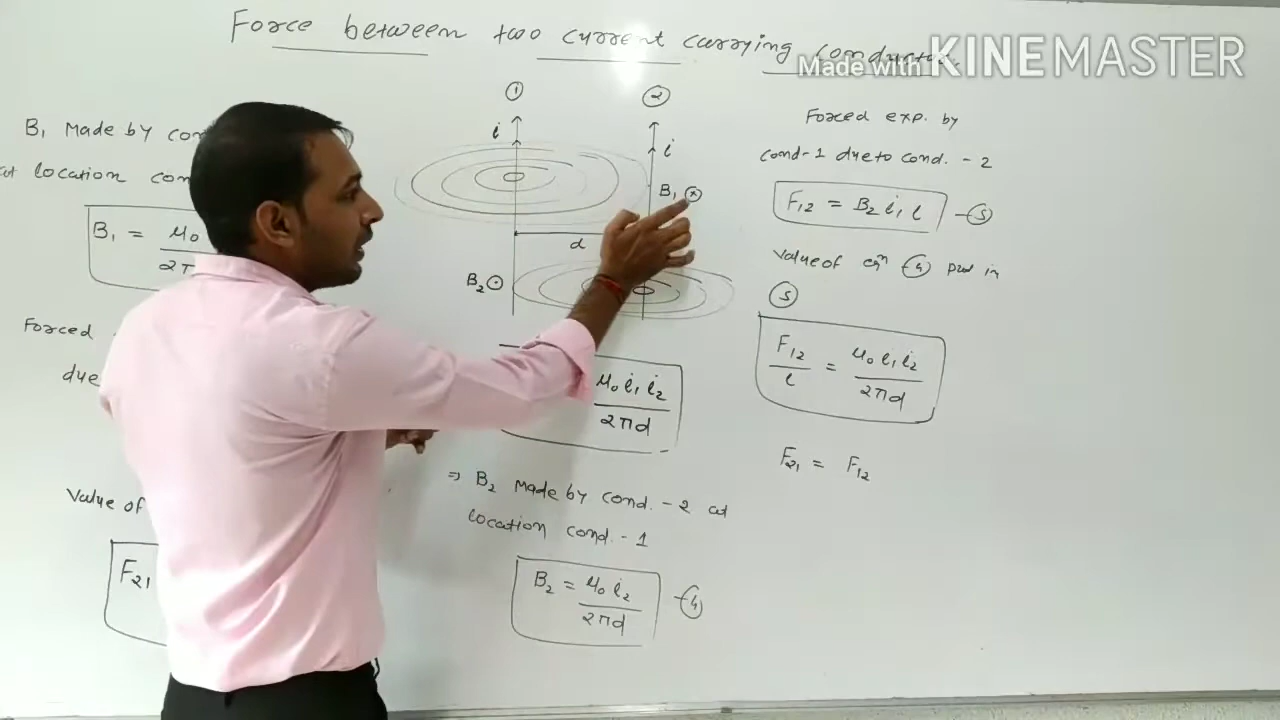 Force between two current carrying conductor.
Made with KINEMASTER
B₁ made by con
at location con
B₁ = μ₀
2π
Forced
due
Value of
F₂₁
① ②
i i
B₁ ⊗
d
B₂ ⊙
μ₀ i₁ i₂
2πd
⇒ B₂ made by cond. - 2 at
location cond. - 1
B₂ = μ₀ i₂ / 2πd -④
Forced exp. by
cond-1 due to cond. - 2
F₁₂ = B₂ i₁ l -⑤
Value of eqⁿ ④ put in
⑤
F₁₂ / l = μ₀ i₁ i₂ / 2πd
F₂₁ = F₁₂